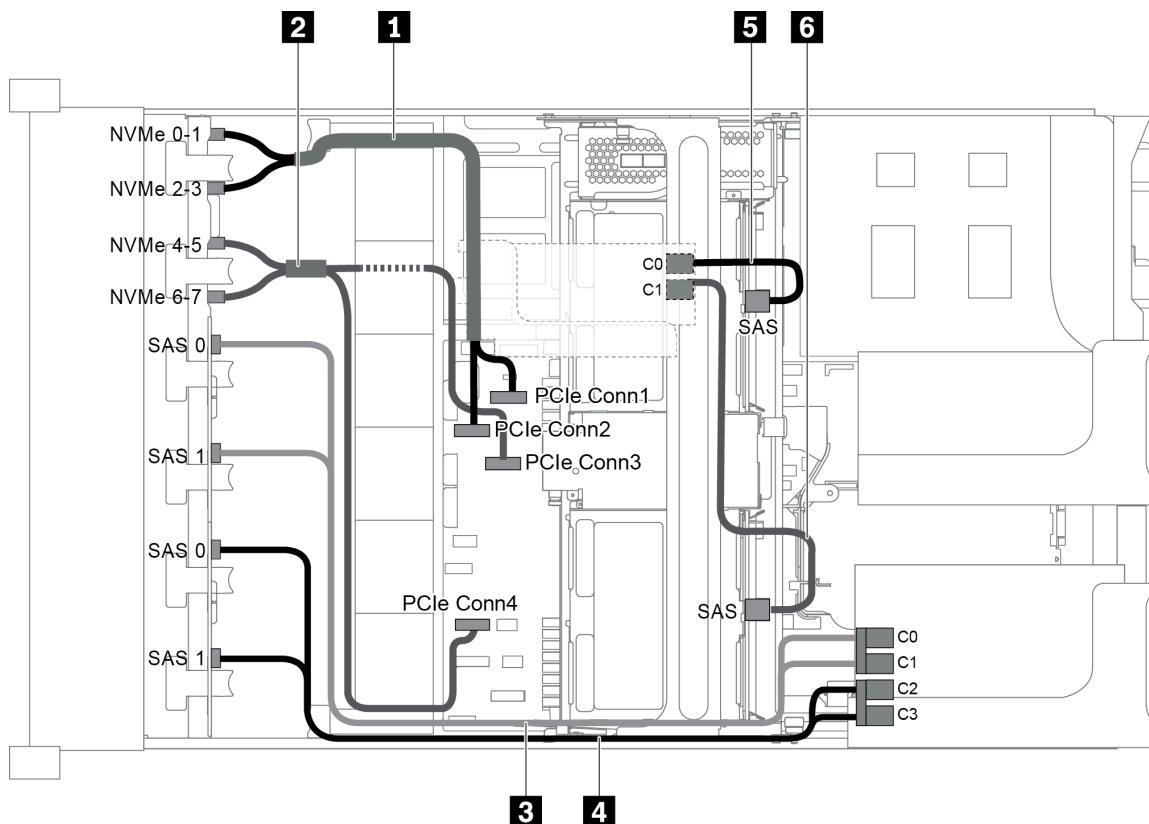 2 1 5 6
NVMe 0-1
NVMe 2-3
NVMe 4-5
NVMe 6-7
C0
C1
SAS
SAS 0
PCIe Conn1
PCIe Conn2
SAS 1
PCIe Conn3
SAS 0
PCIe Conn4
SAS
C0
SAS 1
C1
C2
C3
3 4